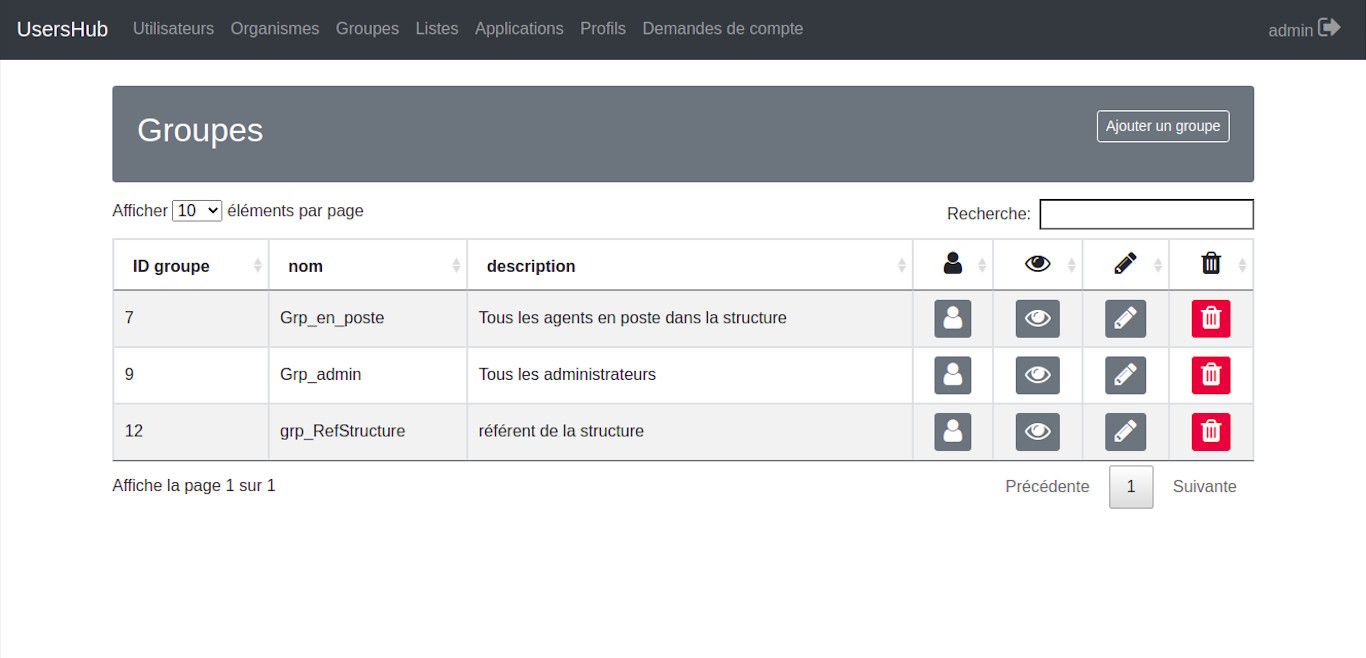 UsersHub Utilisateurs Organismes Groupes Listes Applications Profils Demandes de compte admin
Groupes Ajouter un groupe
Afficher 10 éléments par page Recherche:
ID groupe nom description
7 Grp_en_poste Tous les agents en poste dans la structure
9 Grp_admin Tous les administrateurs
12 grp_RefStructure référent de la structure
Affiche la page 1 sur 1 Précédente 1 Suivante